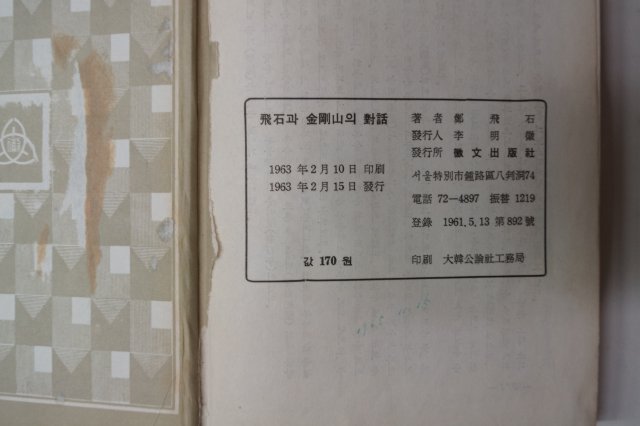 飛石과 金剛山의 對話
1963 年 2 月 10 日 印刷
1963 年 2 月 15 日 發行
값 170 원
著者 鄭飛石
發行人 李明徽
發行所 徽文出版社
서울特別市鍾路區八判洞74
電話 72—4897 振替 1219
登錄 1961. 5. 13 第 892 號
印刷 大韓公論社工務局